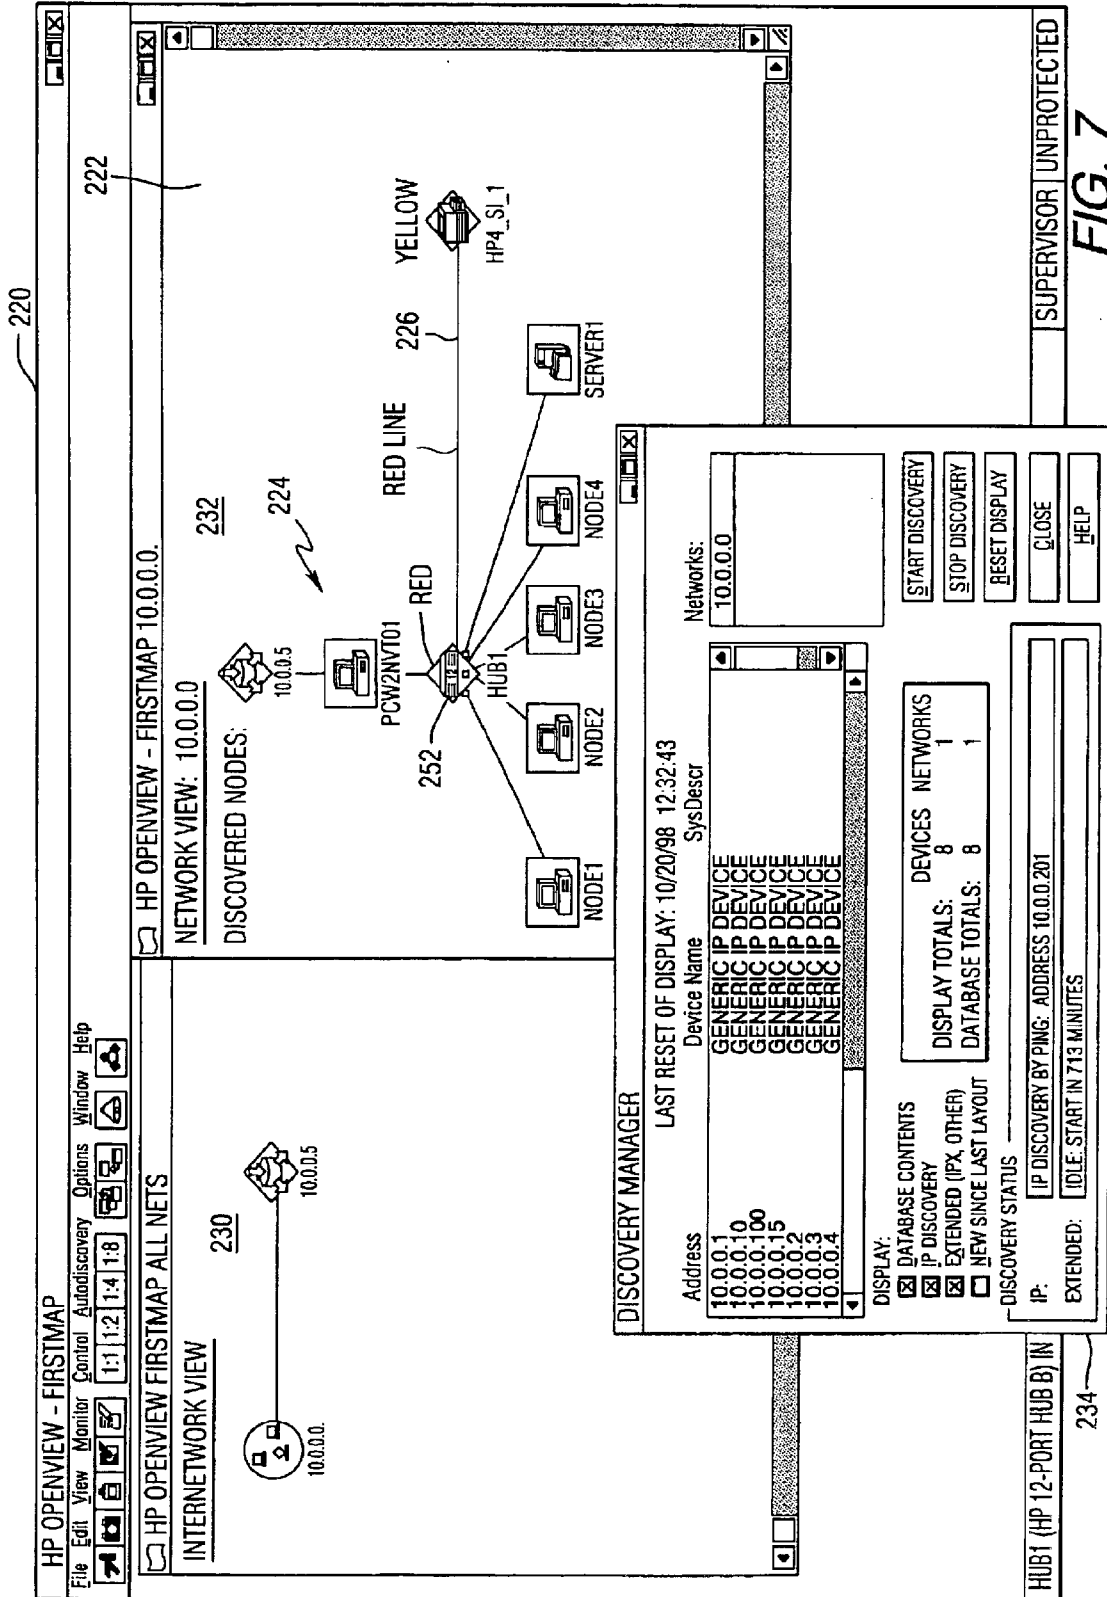 220
HP OPENVIEW - FIRSTMAP
File Edit View Monitor Control Autodiscovery Options Window Help
1:1 1:2 1:4 1:8
HP OPENVIEW FIRSTMAP ALL NETS
INTERNETWORK VIEW
230
10.0.0.0.
10.0.0.5
HP OPENVIEW - FIRSTMAP 10.0.0.0.
222
NETWORK VIEW: 10.0.0.0
DISCOVERED NODES:
232
224
10.0.0.5
PCW2NVT01
RED
252
12
HUB1
RED LINE
226
YELLOW
HP4_SI_1
NODE1
NODE2
NODE3
NODE4
SERVER1
DISCOVERY MANAGER
LAST RESET OF DISPLAY: 10/20/98 12:32:43
Address Device Name SysDescr
Networks:
10.0.0.1 GENERIC IP DEVICE
10.0.0.10 GENERIC IP DEVICE
10.0.0.100 GENERIC IP DEVICE
10.0.0.15 GENERIC IP DEVICE
10.0.0.2 GENERIC IP DEVICE
10.0.0.3 GENERIC IP DEVICE
10.0.0.4 GENERIC IP DEVICE
10.0.0.0
DISPLAY:
DATABASE CONTENTS
IP DISCOVERY
EXTENDED (IPX, OTHER)
NEW SINCE LAST LAYOUT
DEVICES NETWORKS
DISPLAY TOTALS: 8 1
DATABASE TOTALS: 8 1
START DISCOVERY
STOP DISCOVERY
RESET DISPLAY
CLOSE
HELP
DISCOVERY STATUS
IP: IP DISCOVERY BY PING: ADDRESS 10.0.0.201
EXTENDED: IDLE: START IN 713 MINUTES
234
HUB1 (HP 12-PORT HUB B) IN
SUPERVISOR UNPROTECTED
FIG. 7